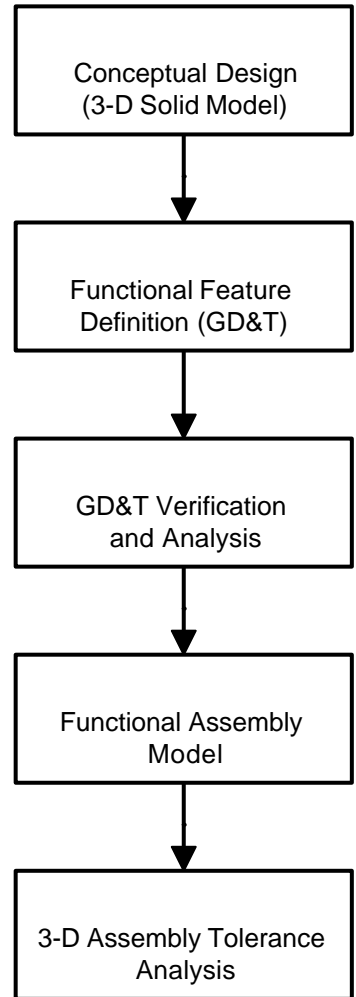 Conceptual Design
(3-D Solid Model)
Functional Feature
Definition (GD&T)
GD&T Verification
and Analysis
Functional Assembly
Model
3-D Assembly Tolerance
Analysis